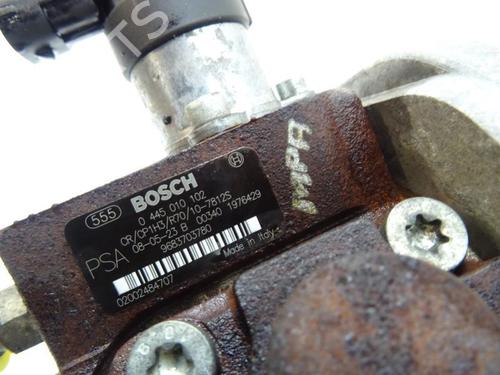 555 BOSCH
0 445 010 102
CR/CP1H3/R70/10-7812S
PSA 08-05-23 B 00340 1976429
9683703780
02002484707 Made in Italy